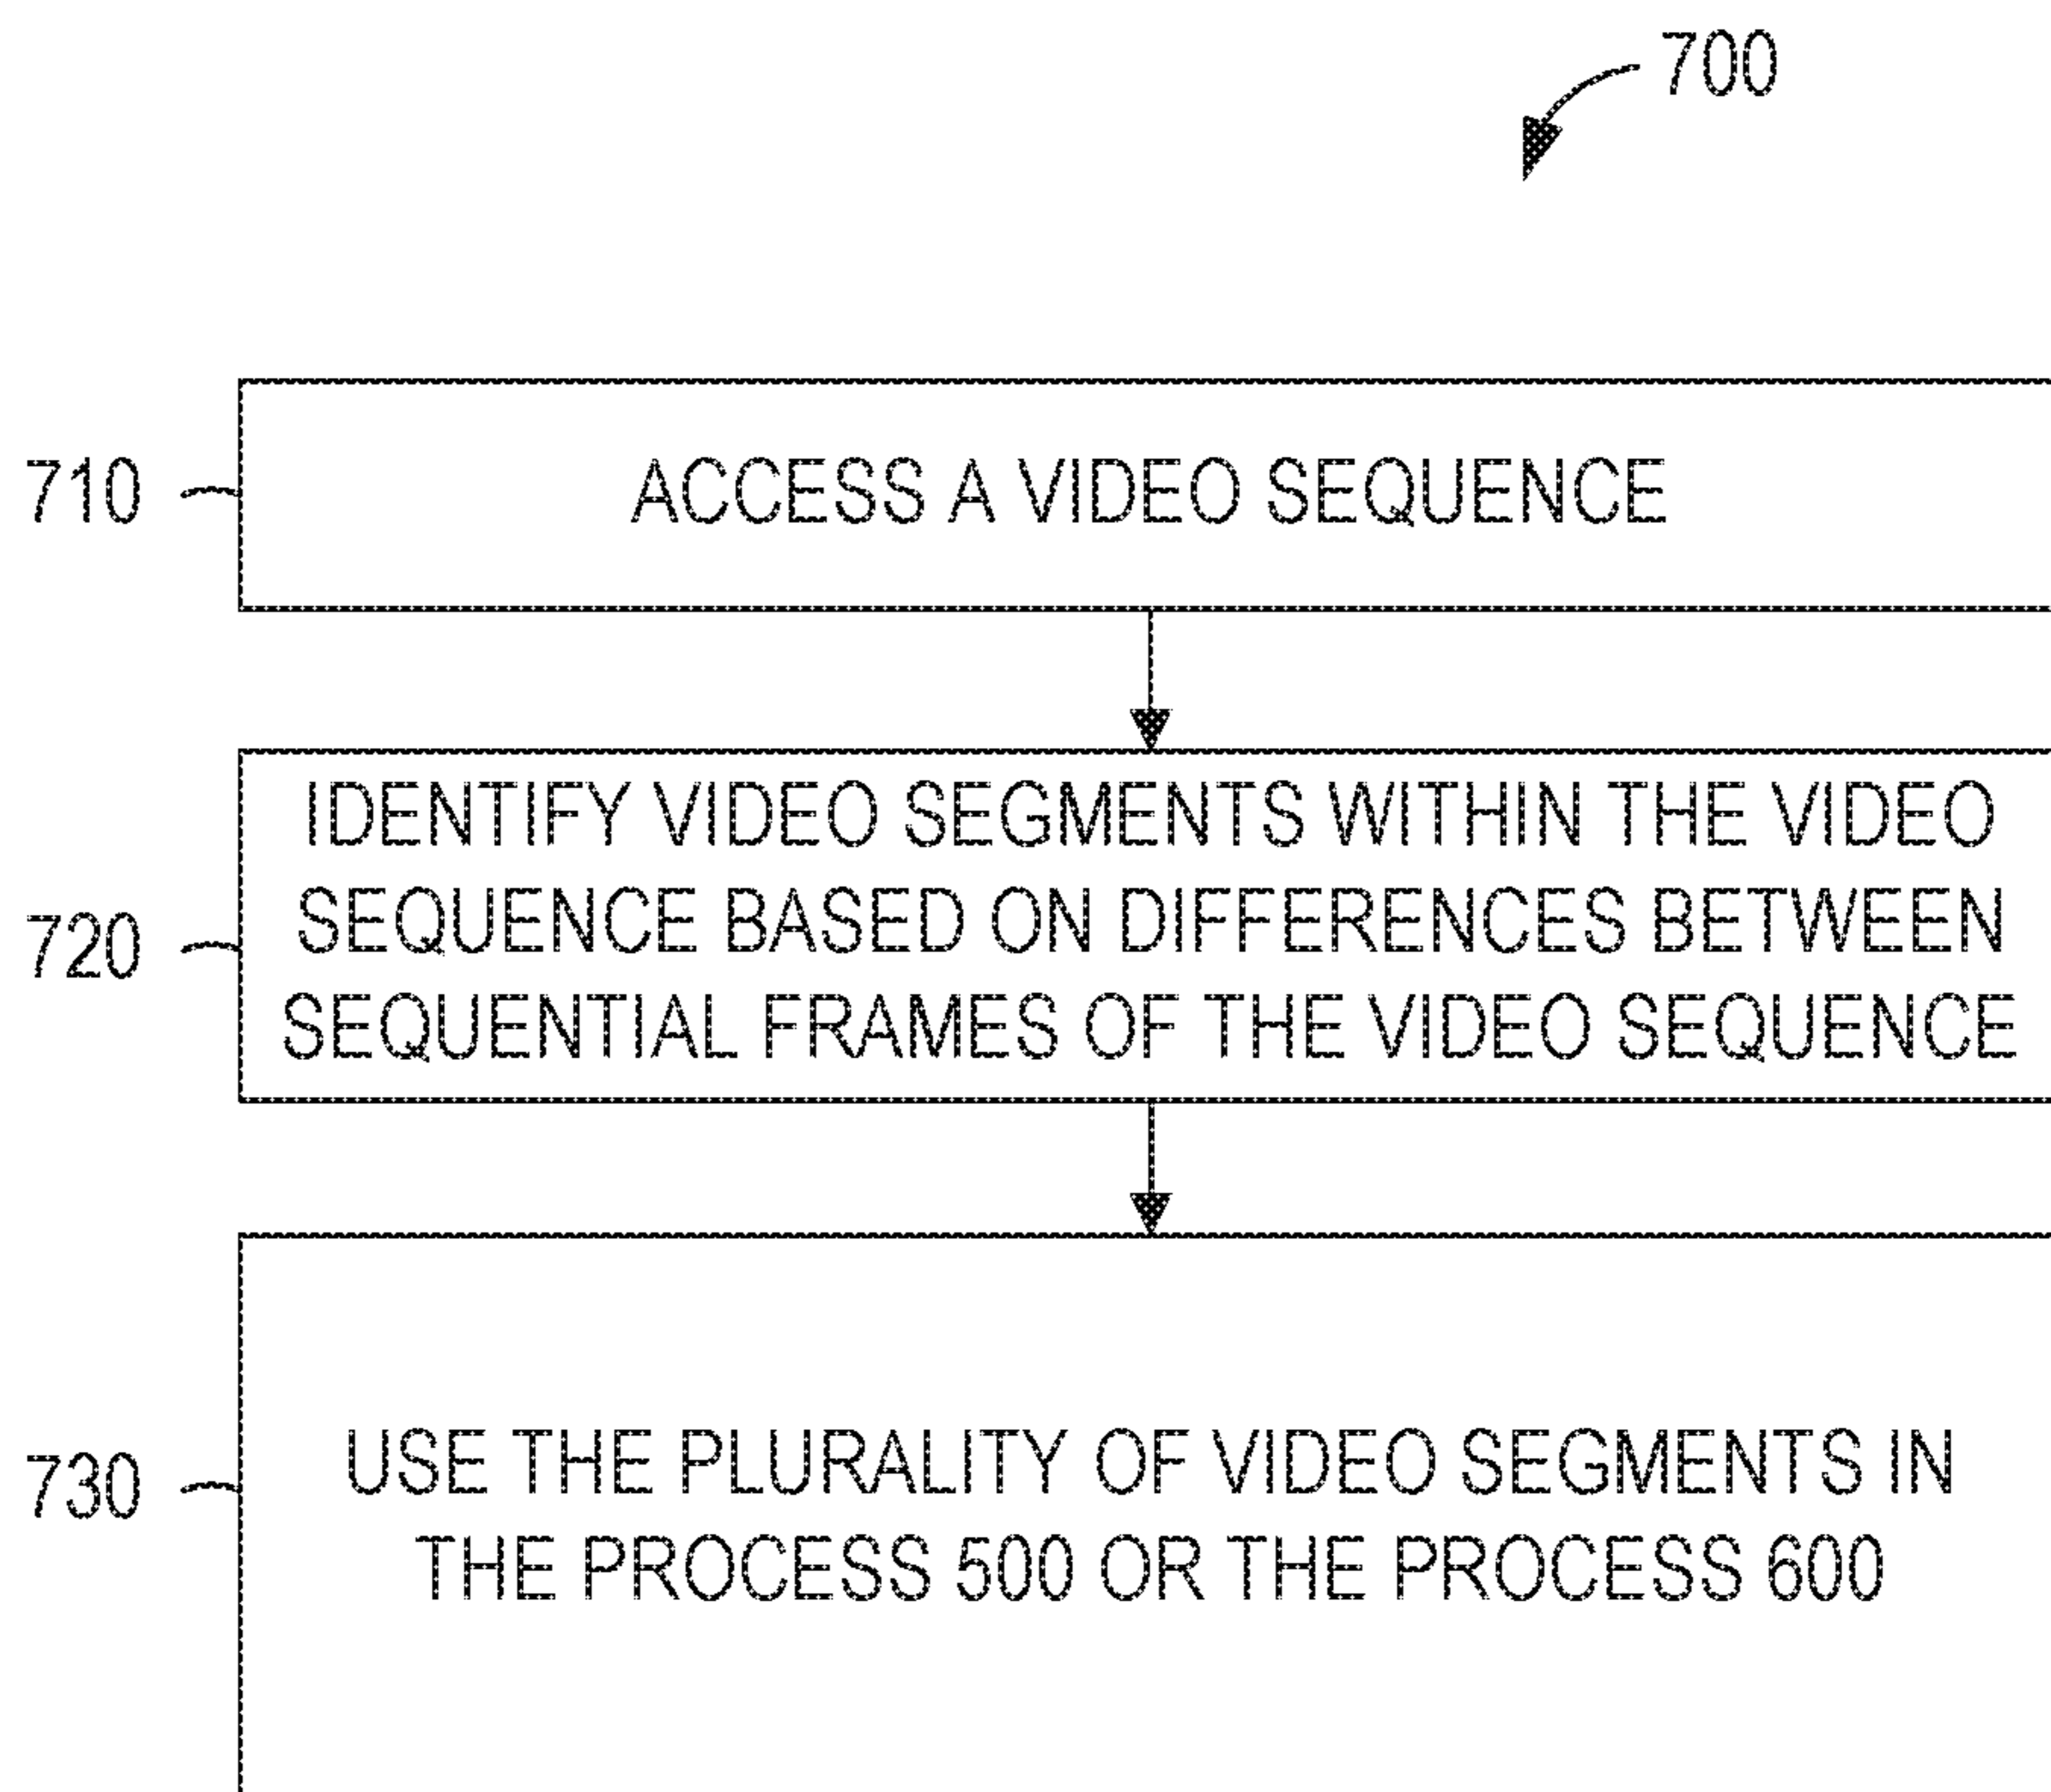 700
710
ACCESS A VIDEO SEQUENCE
720
IDENTIFY VIDEO SEGMENTS WITHIN THE VIDEO
SEQUENCE BASED ON DIFFERENCES BETWEEN
SEQUENTIAL FRAMES OF THE VIDEO SEQUENCE
730
USE THE PLURALITY OF VIDEO SEGMENTS IN
THE PROCESS 500 OR THE PROCESS 600